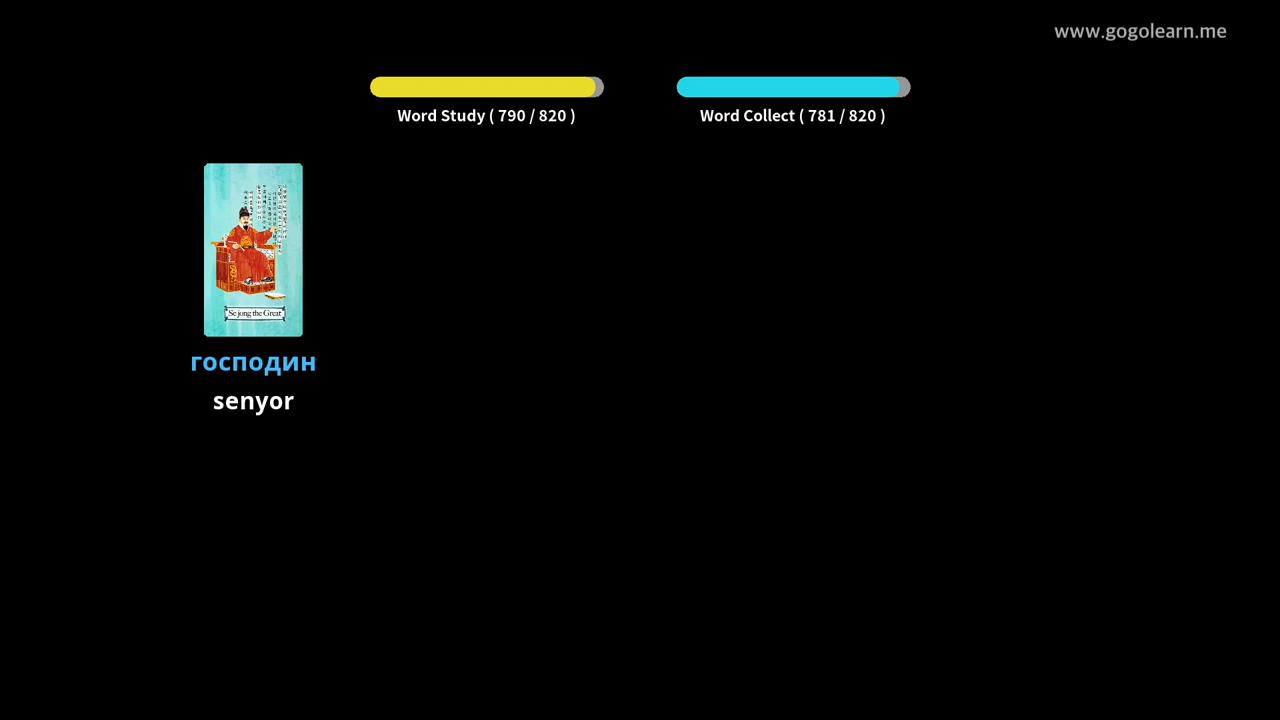 www.gogolearn.me
Word Study ( 790 / 820 )
Word Collect ( 781 / 820 )
Sejong the Great
господин
senyor